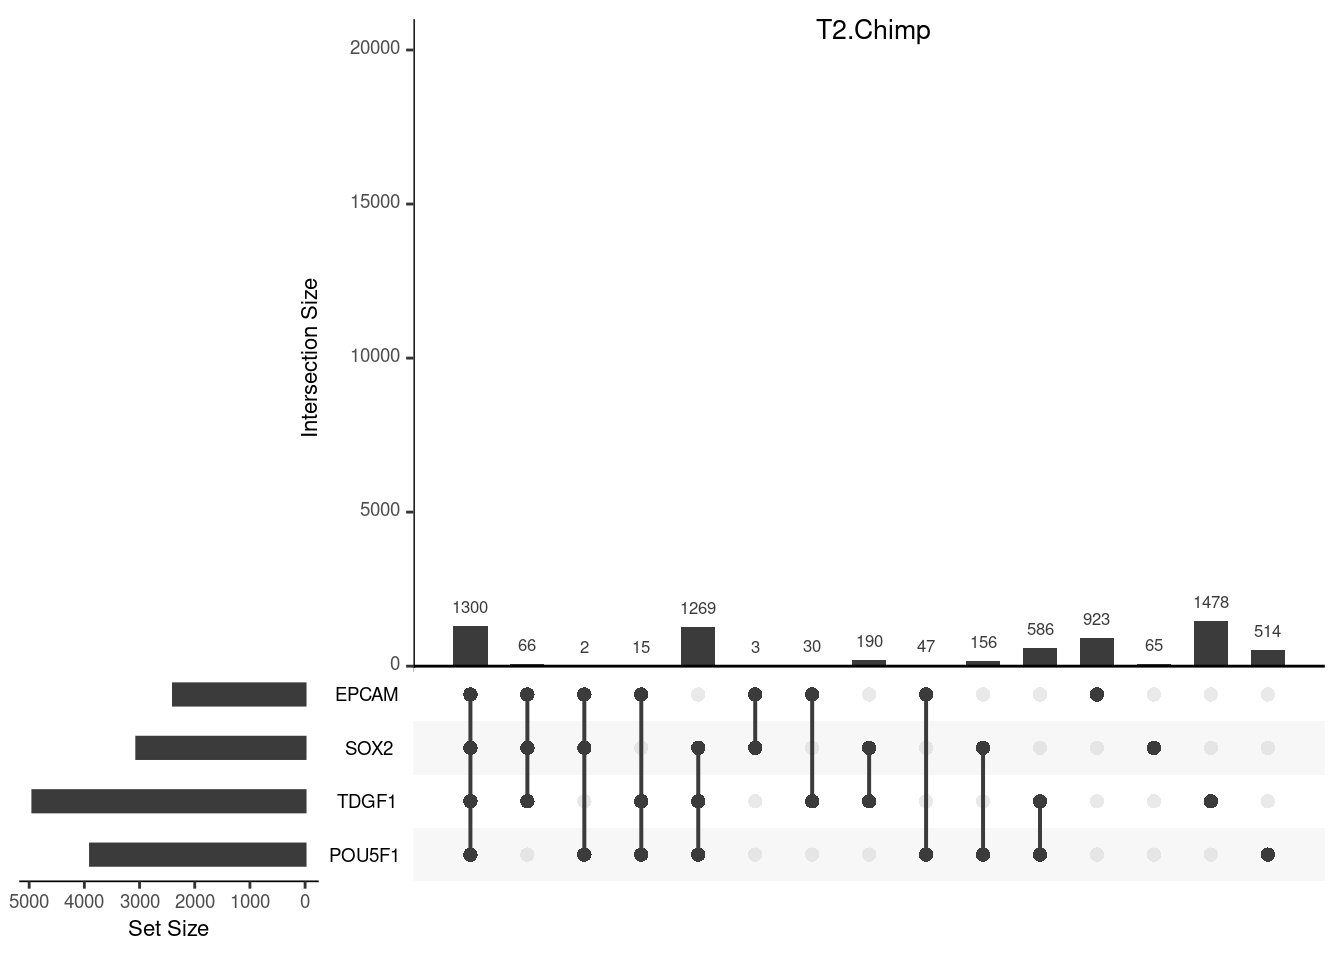 T2.Chimp
20000
15000
10000
5000
0
Intersection Size
1300 66 2 15 1269 3 30 190 47 156 586 923 65 1478 514
EPCAM
SOX2
TDGF1
POU5F1
5000 4000 3000 2000 1000 0
Set Size